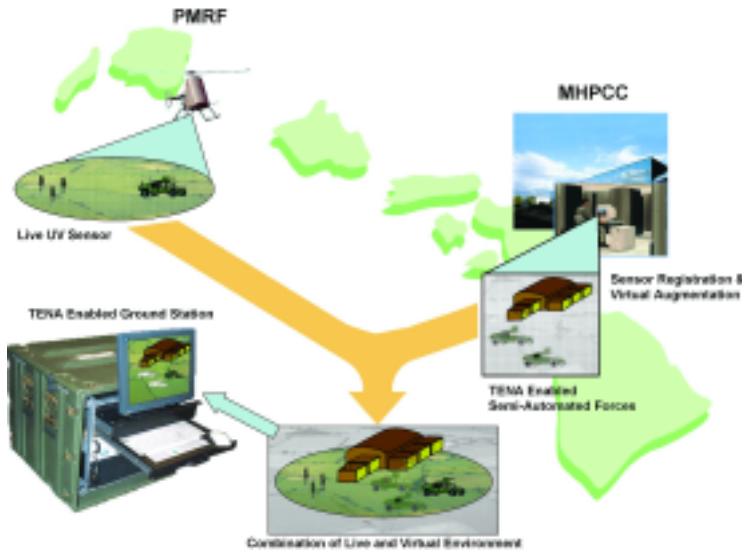 PMRF
MHPCC
Live UV Sensor
Sensor Registration &
Virtual Augmentation
TENA Enabled Ground Station
TENA Enabled
Semi-Automated Forces
Combination of Live and Virtual Environment